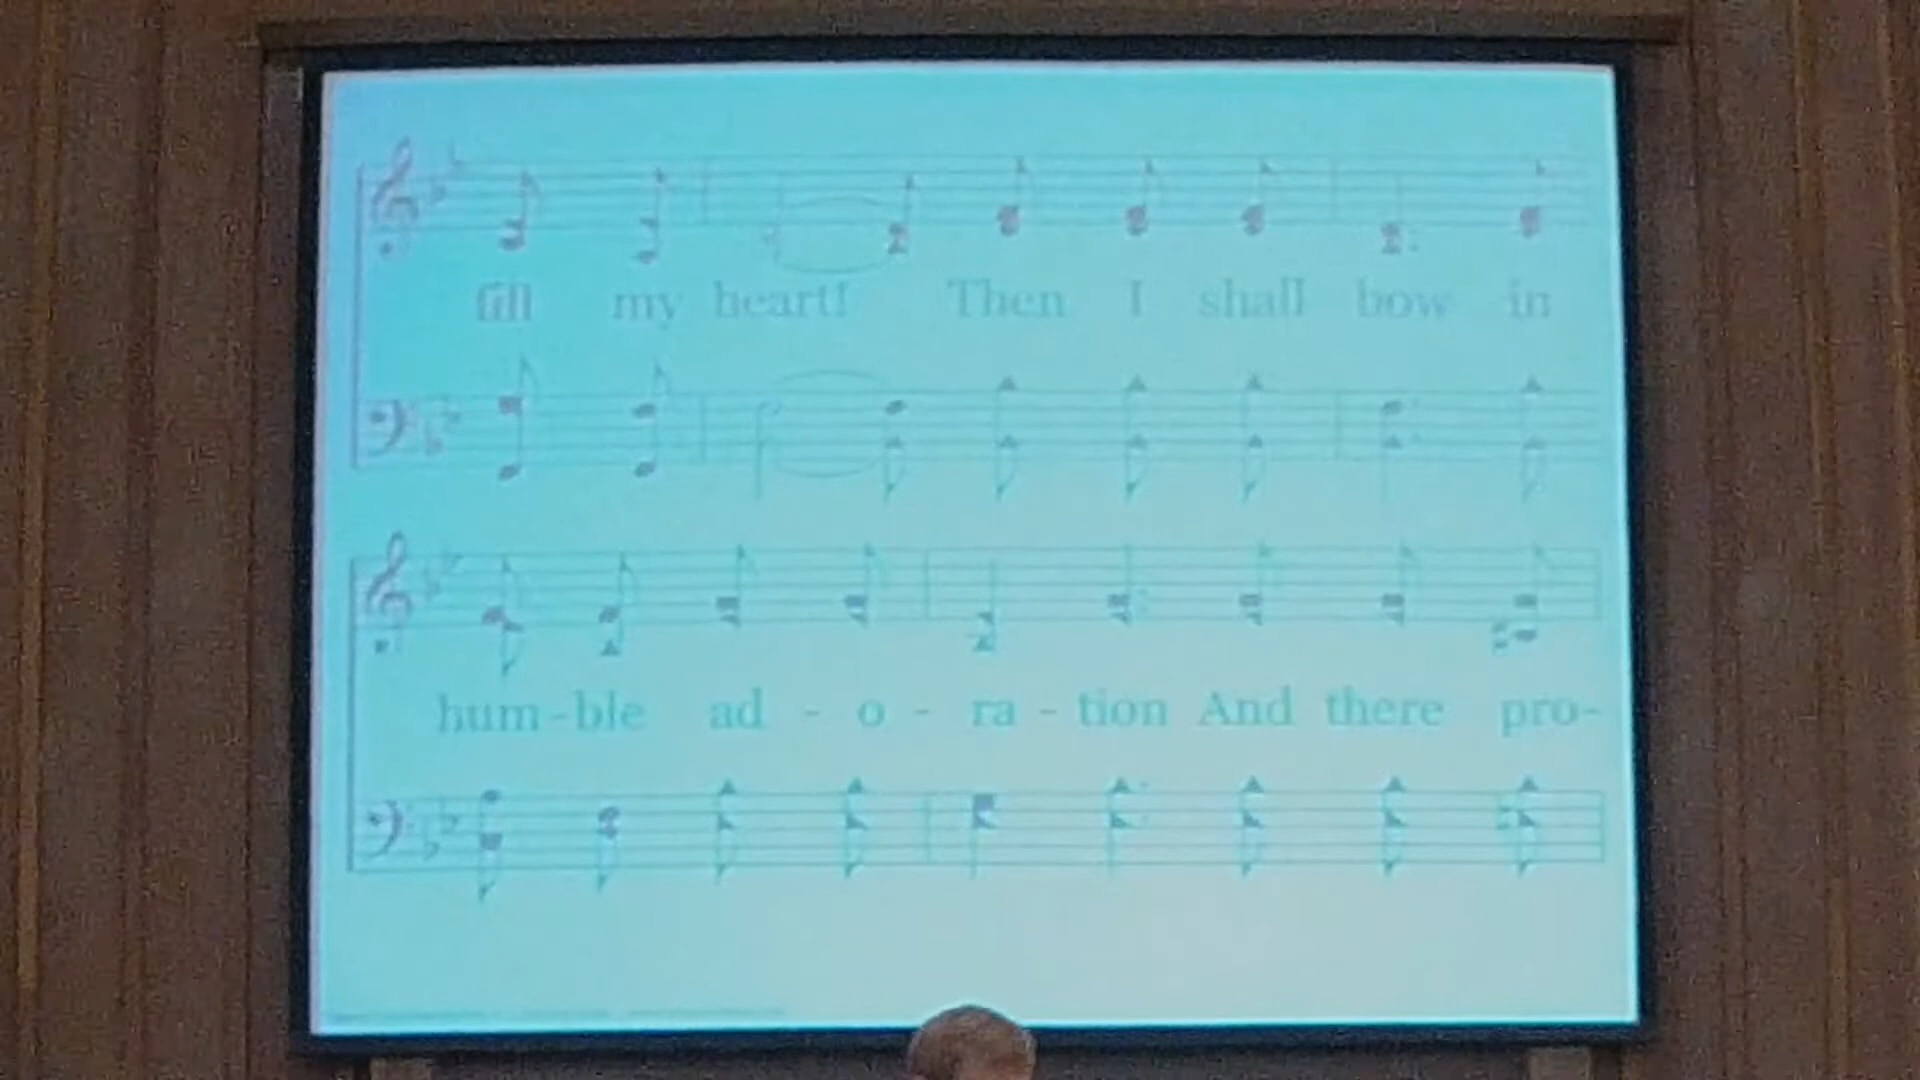 fill my heart! Then I shall bow in
hum-ble ad - o - ra - tion And there pro-